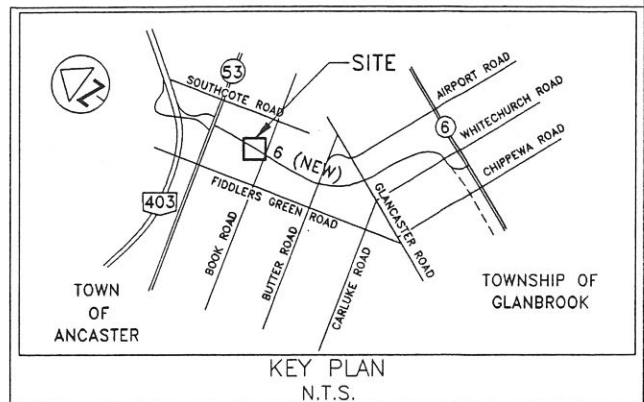 53
SOUTHCOTE ROAD
SITE
AIRPORT ROAD
6
WHITECHURCH ROAD
CHIPPEWA ROAD
6 (NEW)
403
FIDDLERS GREEN ROAD
BOOK ROAD
BUTTER ROAD
GLANCASTER ROAD
CARLUKE ROAD
TOWN
OF
ANCASTER
TOWNSHIP OF
GLANBROOK
KEY PLAN
N.T.S.